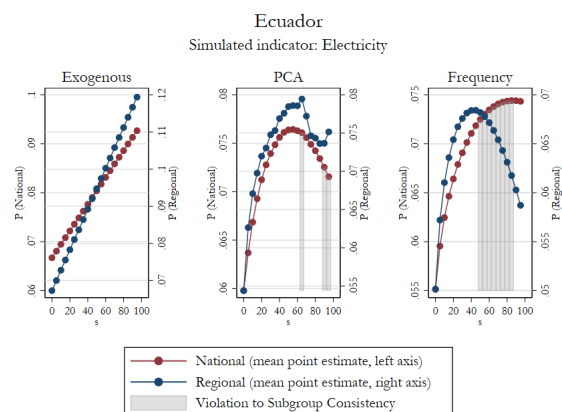 Ecuador
Simulated indicator: Electricity
Exogenous
PCA
Frequency
P (National)
.06 .07 .08 .09 .1
P (Regional)
.07 .08 .09 .1 .11 .12
0 20 40 60 80 100
s
P (National)
.06 .065 .07 .075 .08
P (Regional)
.055 .06 .065 .07 .075 .08
0 20 40 60 80 100
s
P (National)
.055 .06 .065 .07 .075
P (Regional)
.05 .055 .06 .065 .07
0 20 40 60 80 100
s
National (mean point estimate, left axis)
Regional (mean point estimate, right axis)
Violation to Subgroup Consistency